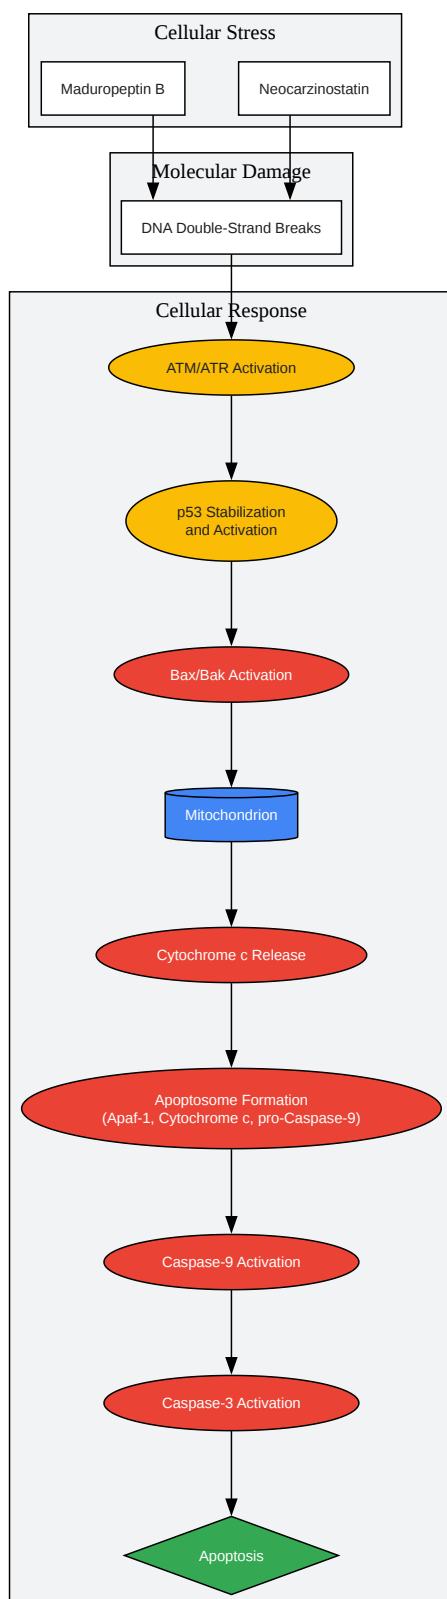 Cellular Stress
Maduropeptin B
Neocarzinostatin
Molecular Damage
DNA Double-Strand Breaks
Cellular Response
ATM/ATR Activation
p53 Stabilization
and Activation
Bax/Bak Activation
Mitochondrion
Cytochrome c Release
Apoptosome Formation
(Apaf-1, Cytochrome c, pro-Caspase-9)
Caspase-9 Activation
Caspase-3 Activation
Apoptosis